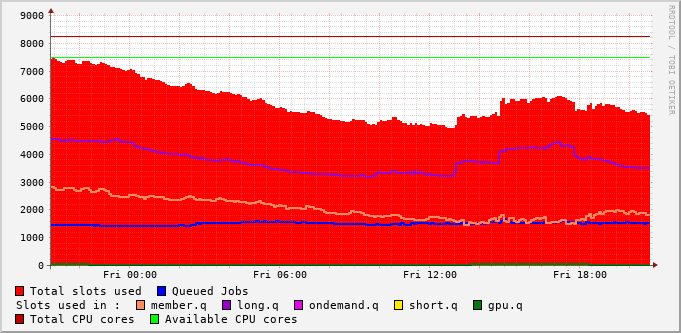 9000
8000
7000
6000
5000
4000
3000
2000
1000
0
Fri 00:00 Fri 06:00 Fri 12:00 Fri 18:00
RRDTOOL / TOBI OETIKER
Total slots used Queued Jobs
Slots used in : member.q long.q ondemand.q short.q gpu.q
Total CPU cores Available CPU cores